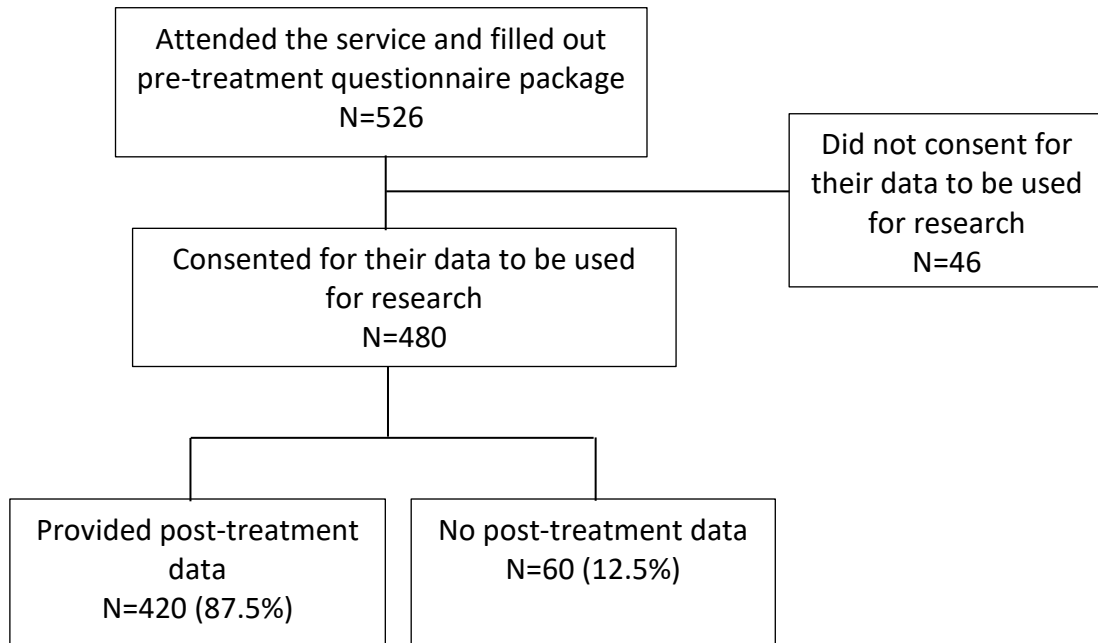 Attended the service and filled out
pre-treatment questionnaire package
N=526
Did not consent for
their data to be used
for research
N=46
Consented for their data to be used
for research
N=480
Provided post-treatment
data
N=420 (87.5%)
No post-treatment data
N=60 (12.5%)